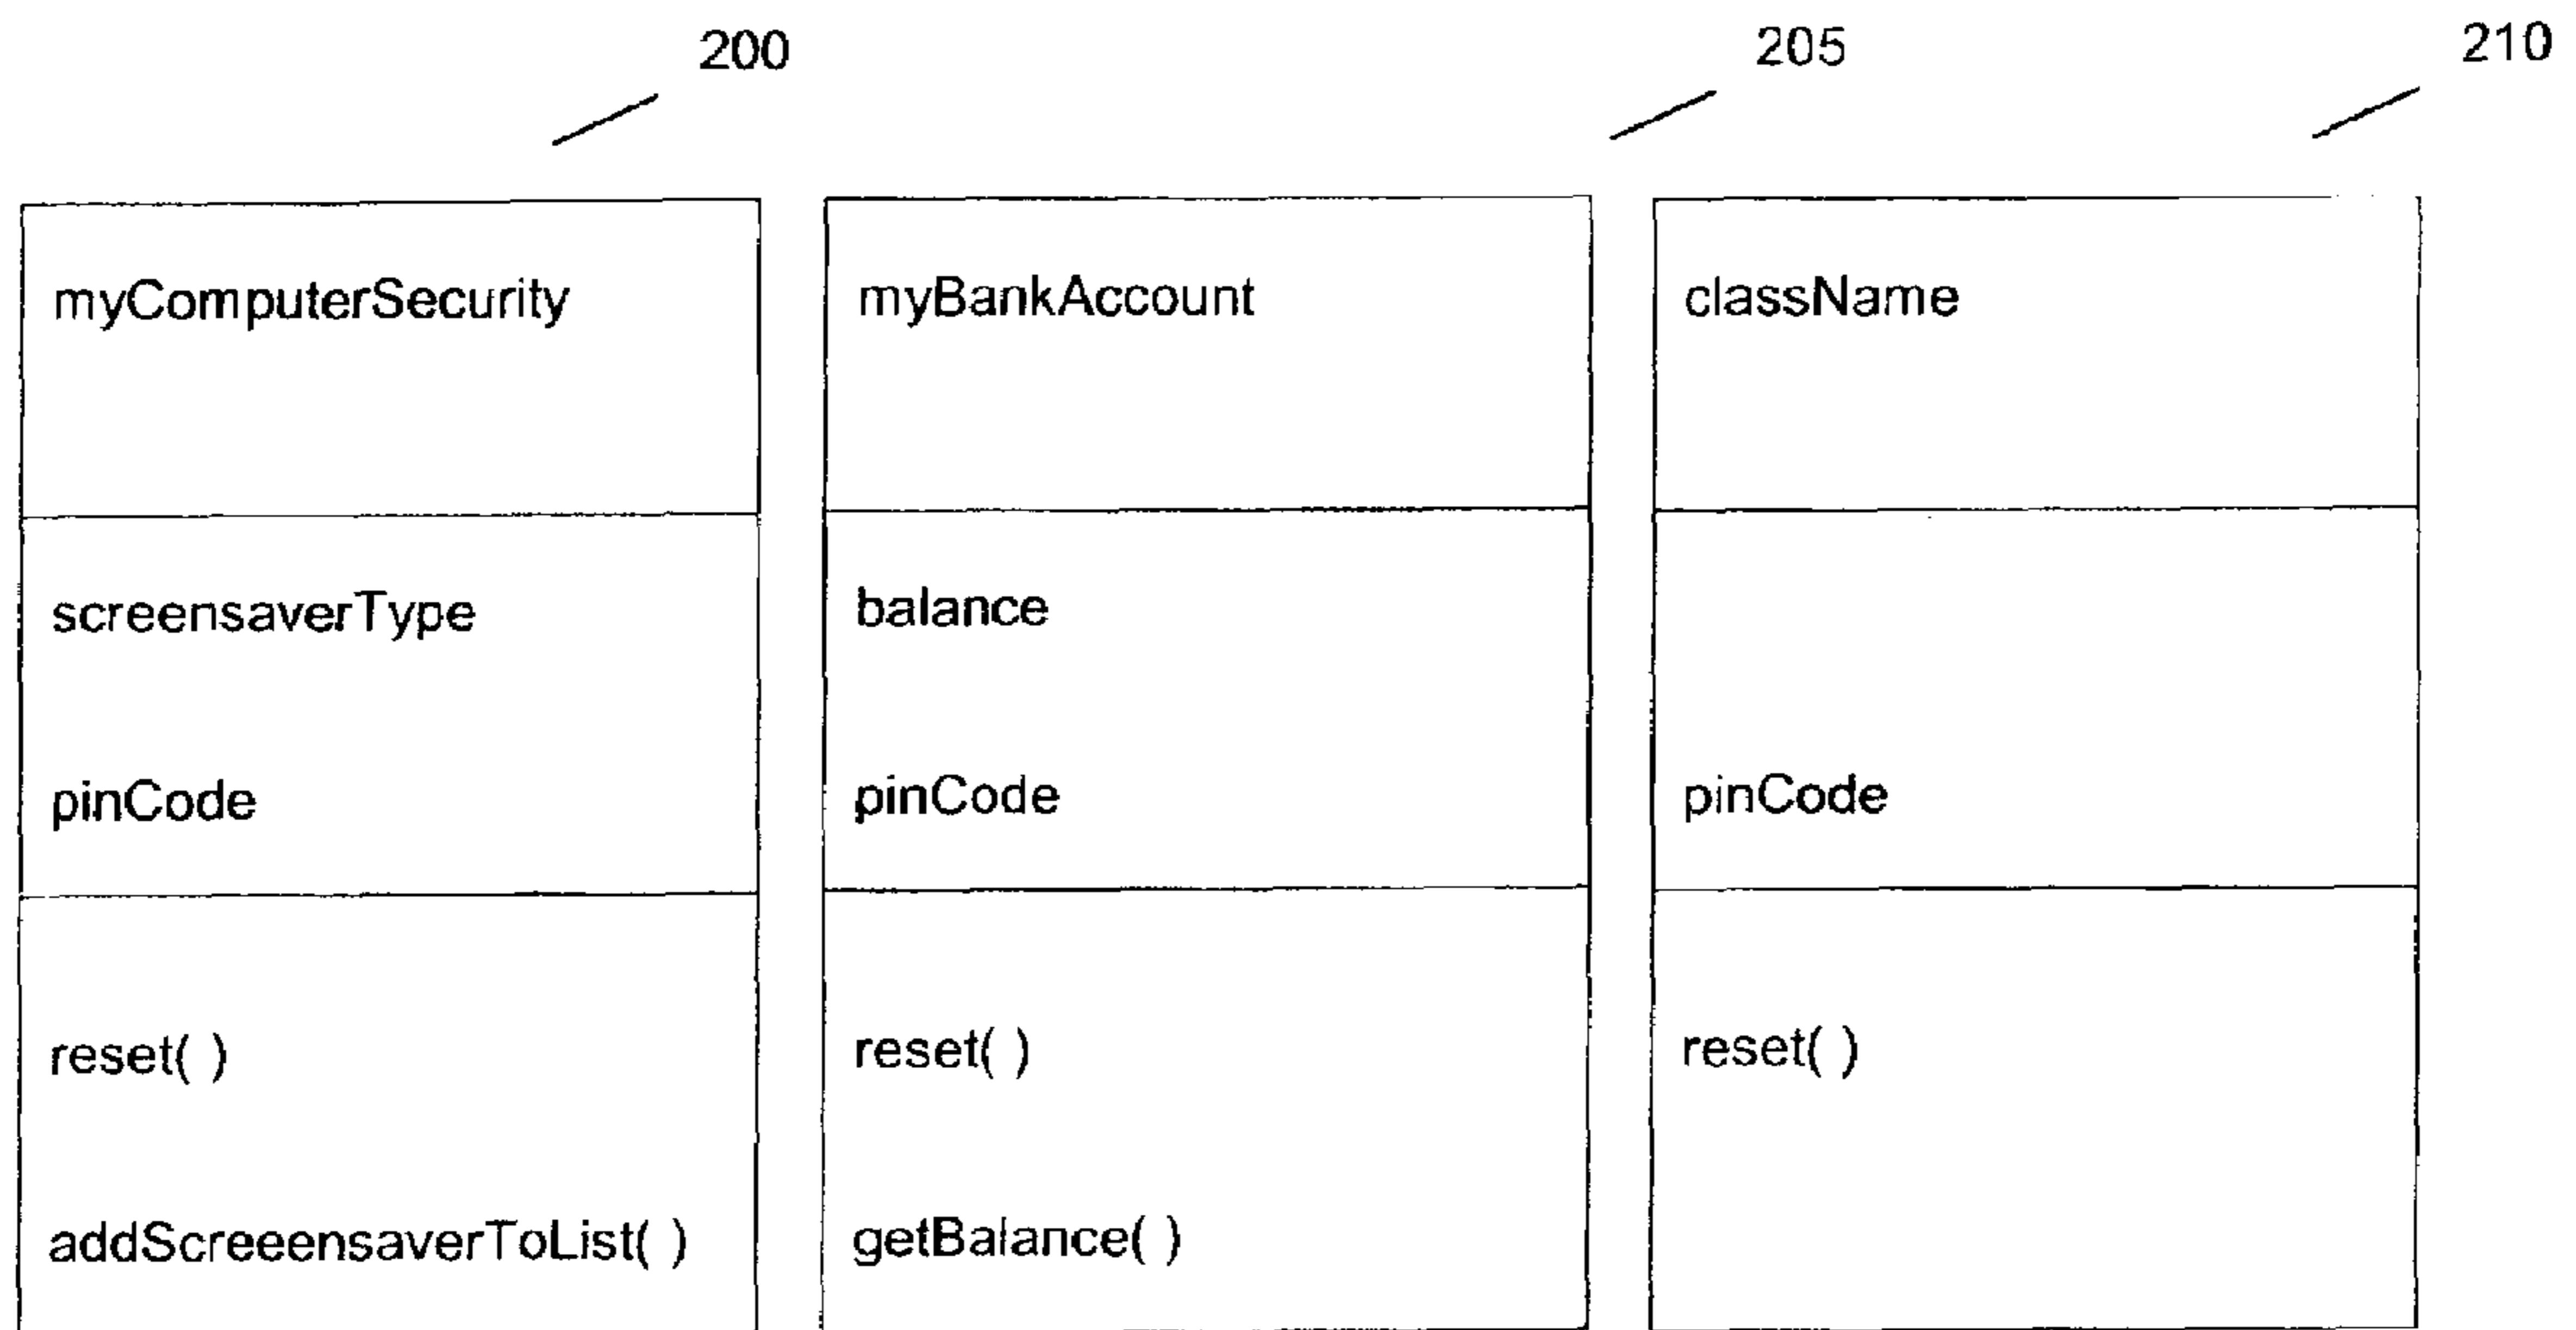 200
205
210
myComputerSecurity
screensaverType
pinCode
reset( )
addScreeensaverToList( )
myBankAccount
balance
pinCode
reset( )
getBalance( )
className
pinCode
reset( )